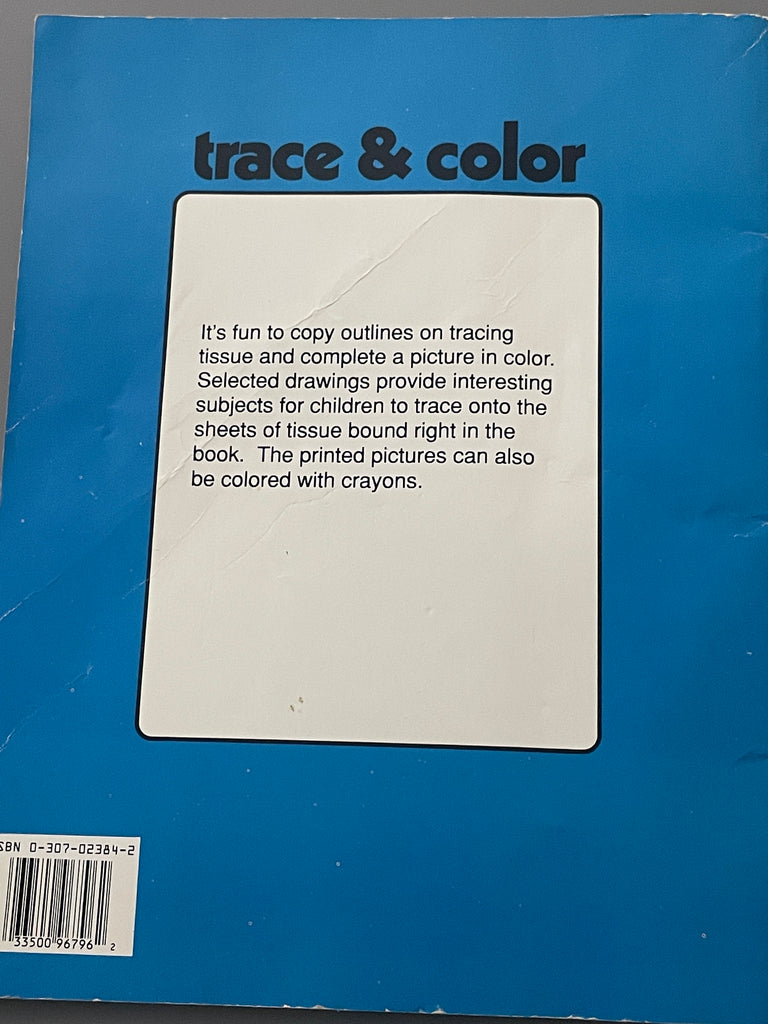 trace & color
It's fun to copy outlines on tracing
tissue and complete a picture in color.
Selected drawings provide interesting
subjects for children to trace onto the
sheets of tissue bound right in the
book. The printed pictures can also
be colored with crayons.
ISBN 0-307-02384-2
33500 96796 2